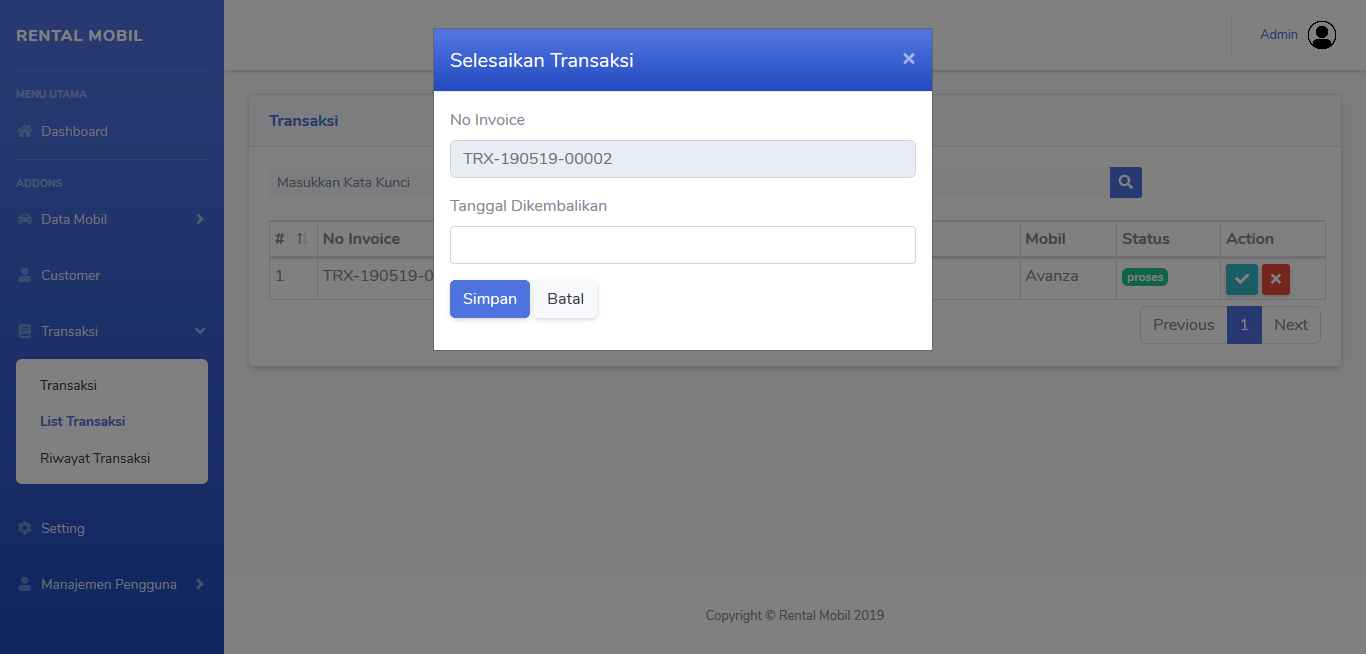 RENTAL MOBIL
MENU UTAMA
Dashboard
ADDONS
Data Mobil
Customer
Transaksi
Transaksi
List Transaksi
Riwayat Transaksi
Setting
Manajemen Pengguna
Admin
Transaksi
Masukkan Kata Kunci
# No Invoice Mobil Status Action
1 TRX-190519-0 Avanza proses
Previous 1 Next
Selesaikan Transaksi ×
No Invoice
TRX-190519-00002
Tanggal Dikembalikan
Simpan Batal
Copyright © Rental Mobil 2019